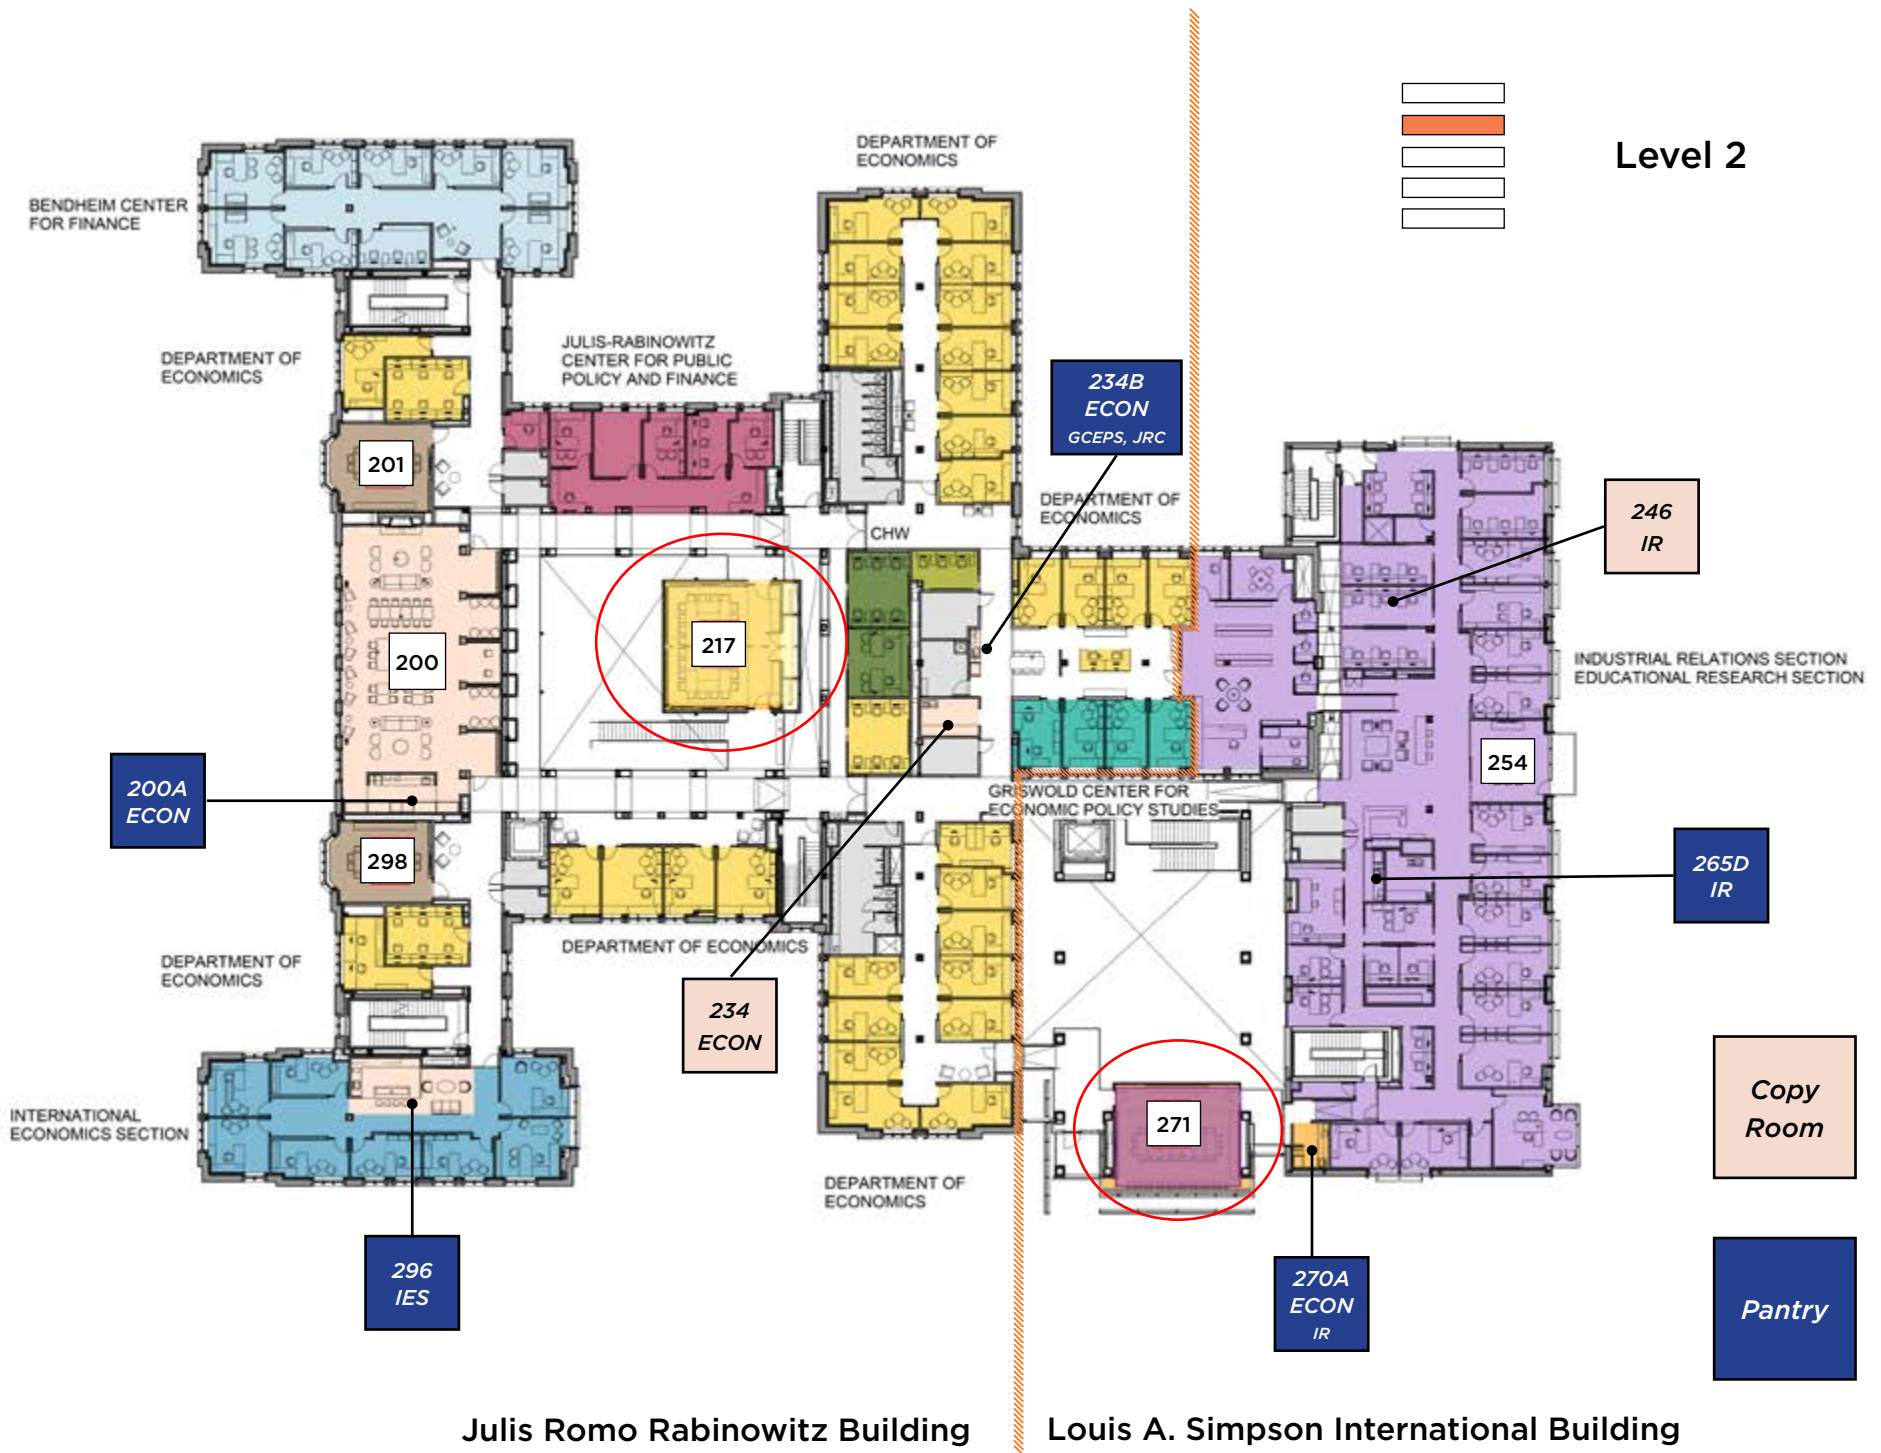 Level 2
DEPARTMENT OF
ECONOMICS
BENDHEIM CENTER
FOR FINANCE
DEPARTMENT OF
ECONOMICS
JULIS-RABINOWITZ
CENTER FOR PUBLIC
POLICY AND FINANCE
234B
ECON
GCEPS, JRC
201
DEPARTMENT OF
ECONOMICS
246
IR
CHW
217
200
INDUSTRIAL RELATIONS SECTION
EDUCATIONAL RESEARCH SECTION
254
200A
ECON
GRISWOLD CENTER FOR
ECONOMIC POLICY STUDIES
298
265D
IR
DEPARTMENT OF ECONOMICS
DEPARTMENT OF
ECONOMICS
234
ECON
Copy
Room
INTERNATIONAL
ECONOMICS SECTION
271
DEPARTMENT OF
ECONOMICS
296
IES
270A
ECON
IR
Pantry
Julis Romo Rabinowitz Building
Louis A. Simpson International Building